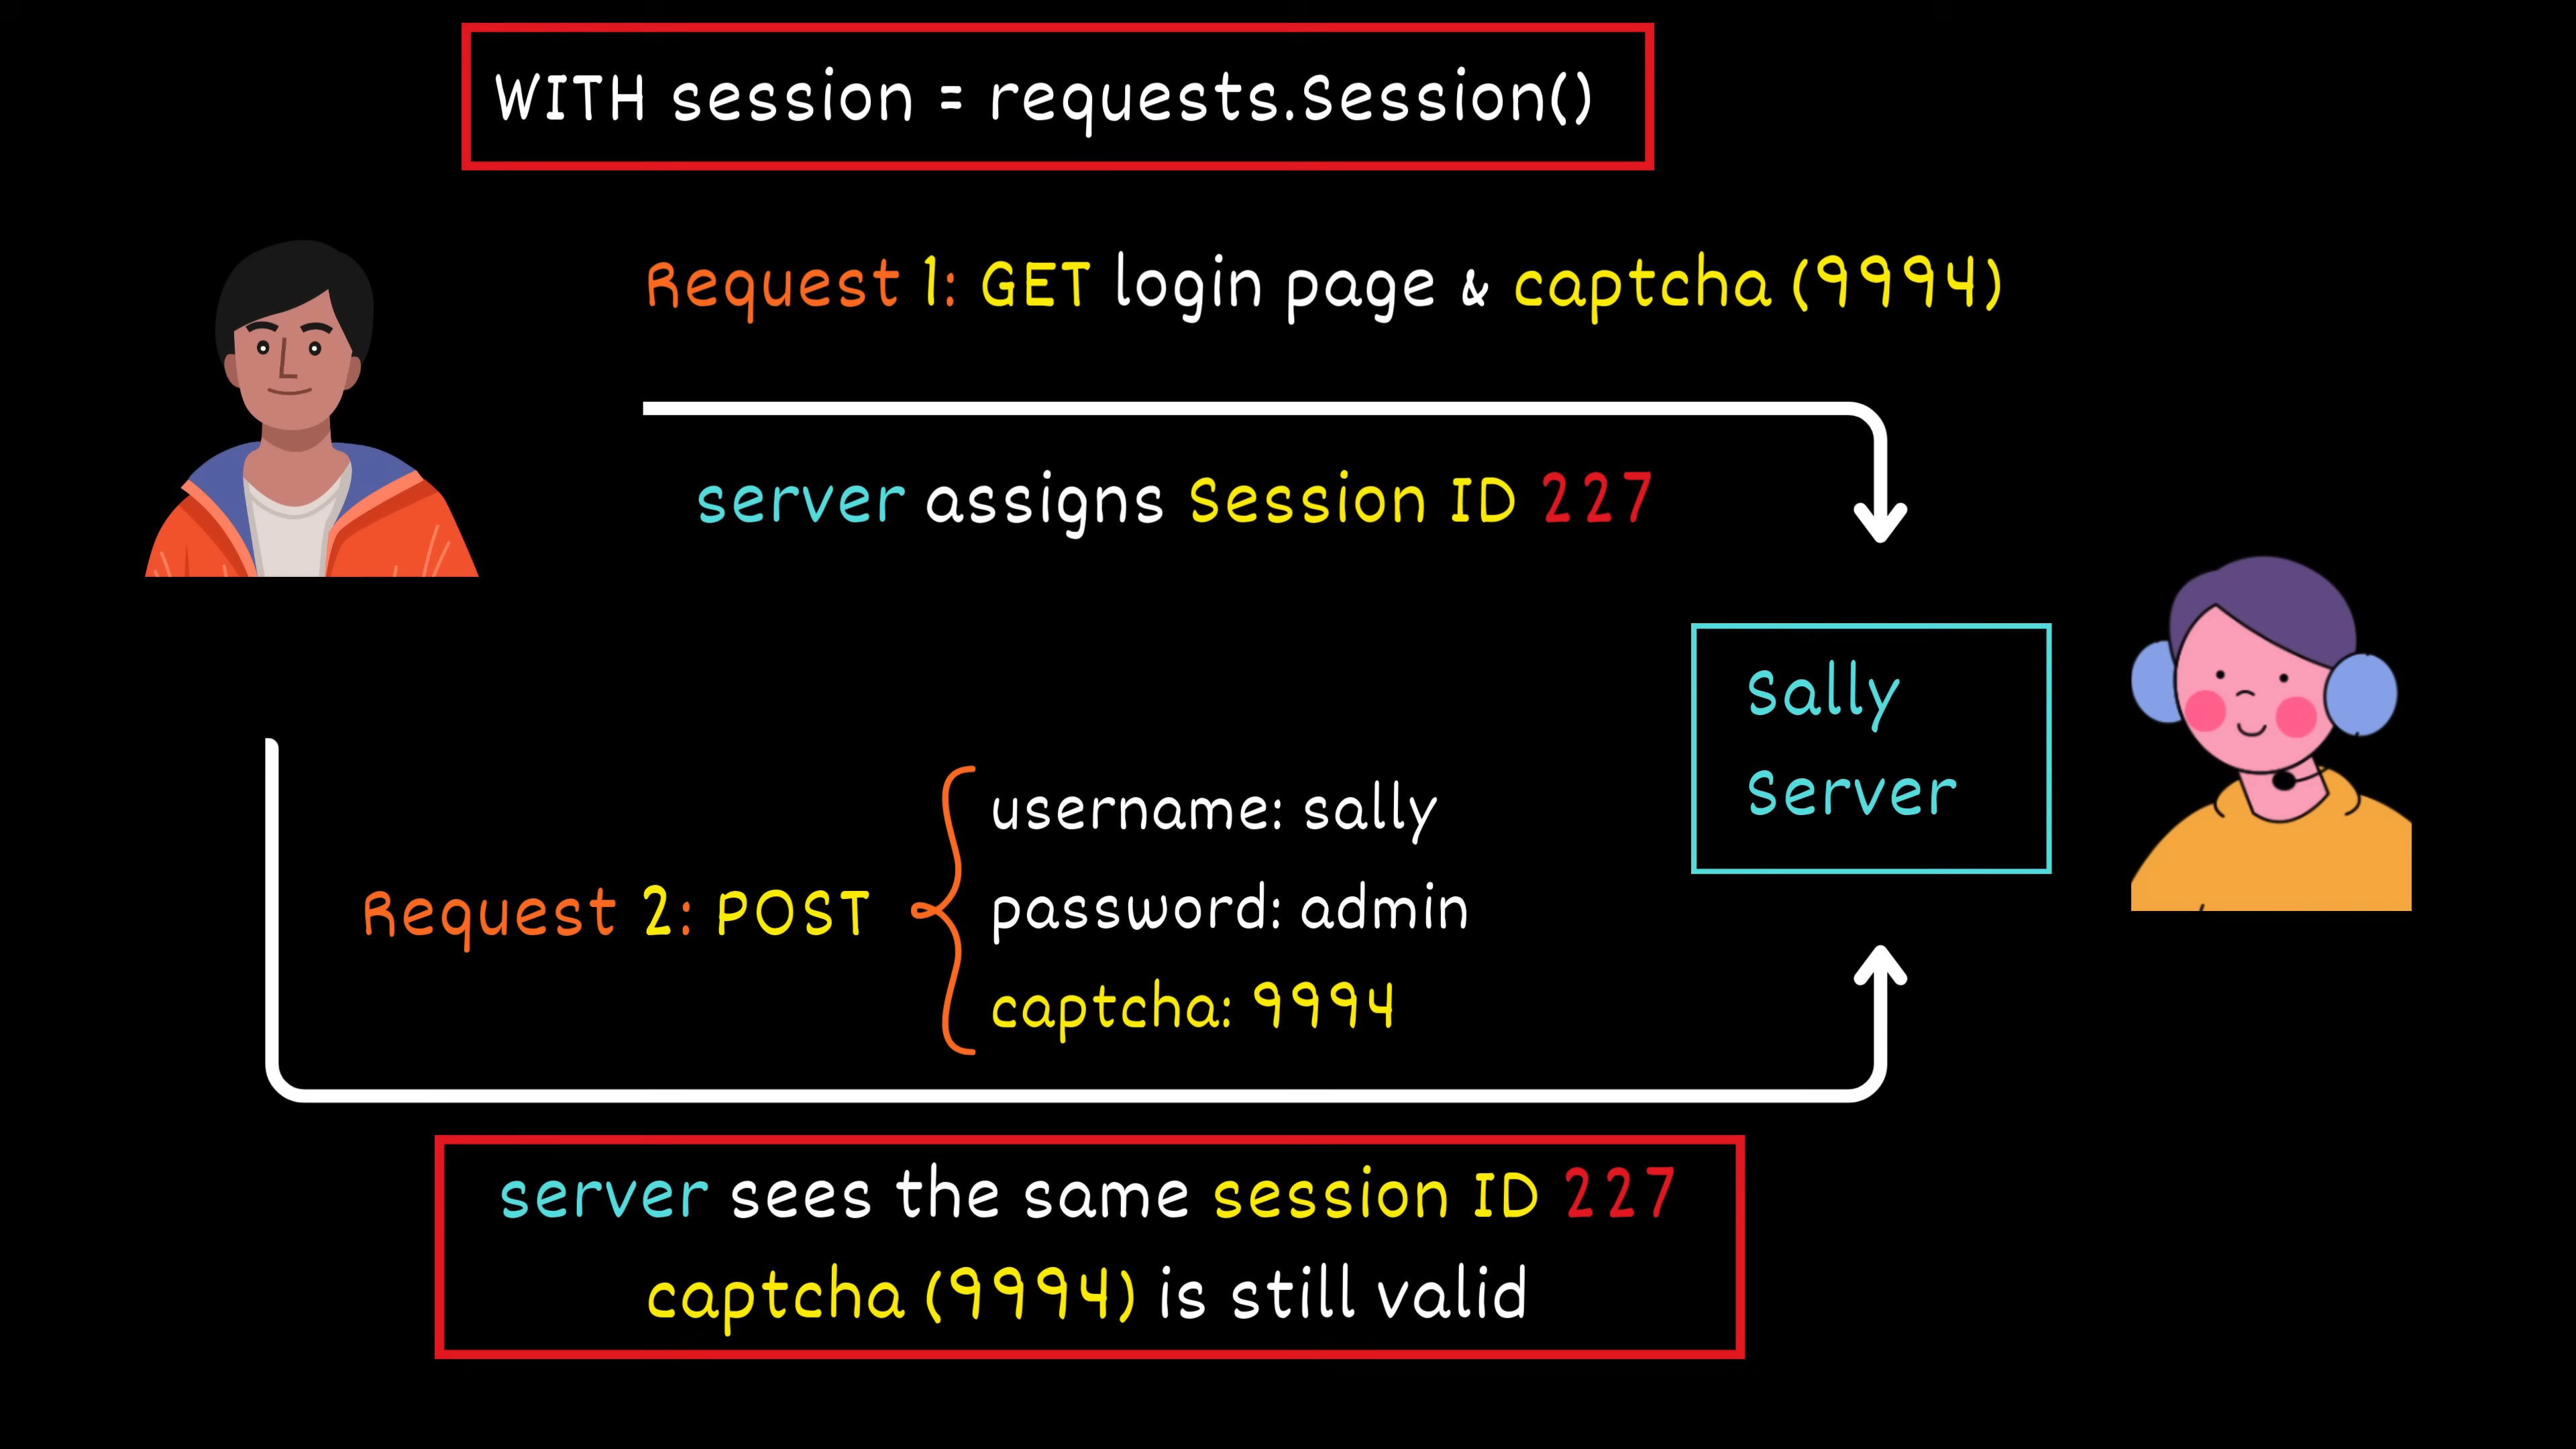 WITH session = requests.Session()
Request 1: GET login page & captcha (9994)
server assigns Session ID 227
Sally
Server
Request 2: POST
username: sally
password: admin
captcha: 9994
server sees the same session ID 227
captcha (9994) is still valid